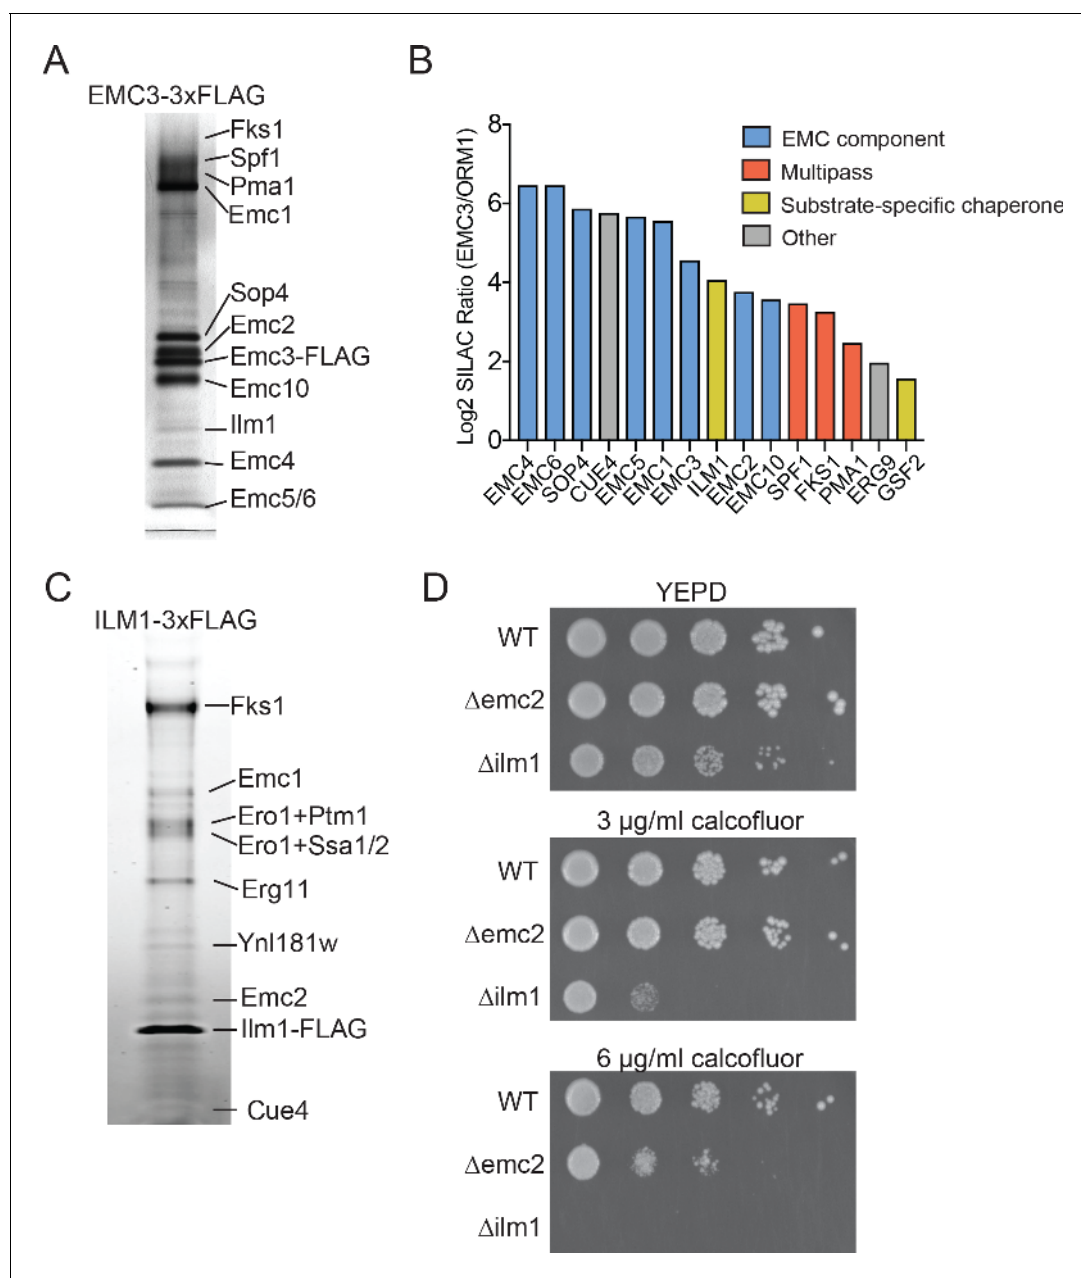 A
EMC3-3xFLAG
Fks1
Spf1
Pma1
Emc1
Sop4
Emc2
Emc3-FLAG
Emc10
Ilm1
Emc4
Emc5/6
B
Log2 SILAC Ratio (EMC3/ORM1)
8
6
4
2
0
EMC component
Multipass
Substrate-specific chaperone
Other
EMC4
EMC6
SOP4
CUE4
EMC5
EMC1
EMC3
ILM1
EMC2
EMC10
SPF1
FKS1
PMA1
ERG9
GSF2
C
ILM1-3xFLAG
Fks1
Emc1
Ero1+Ptm1
Ero1+Ssa1/2
Erg11
Ynl181w
Emc2
Ilm1-FLAG
Cue4
D
YEPD
WT
Δemc2
Δilm1
3 µg/ml calcofluor
WT
Δemc2
Δilm1
6 µg/ml calcofluor
WT
Δemc2
Δilm1